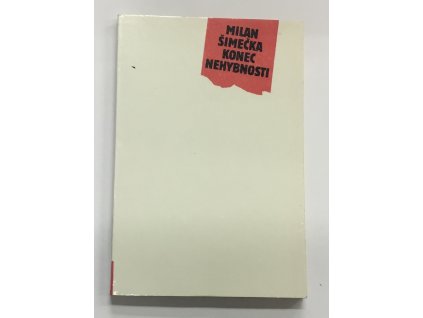 MILAN
ŠIMEČKA
KONEC
NEHYBNOSTI